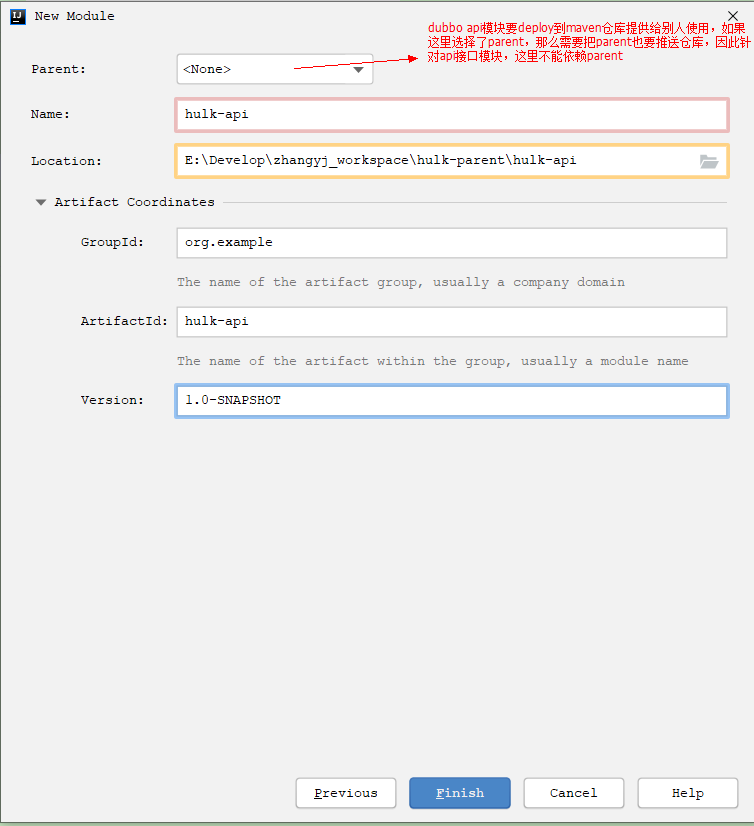 New Module
dubbo api模块要deploy到maven仓库提供给别人使用，如果
这里选择了parent，那么需要把parent也要推送仓库，因此针
对api接口模块，这里不能依赖parent
Parent:
<None>
Name:
hulk-api
Location:
E:\Develop\zhangyj_workspace\hulk-parent\hulk-api
Artifact Coordinates
GroupId:
org.example
The name of the artifact group, usually a company domain
ArtifactId:
hulk-api
The name of the artifact within the group, usually a module name
Version:
1.0-SNAPSHOT
Previous
Finish
Cancel
Help